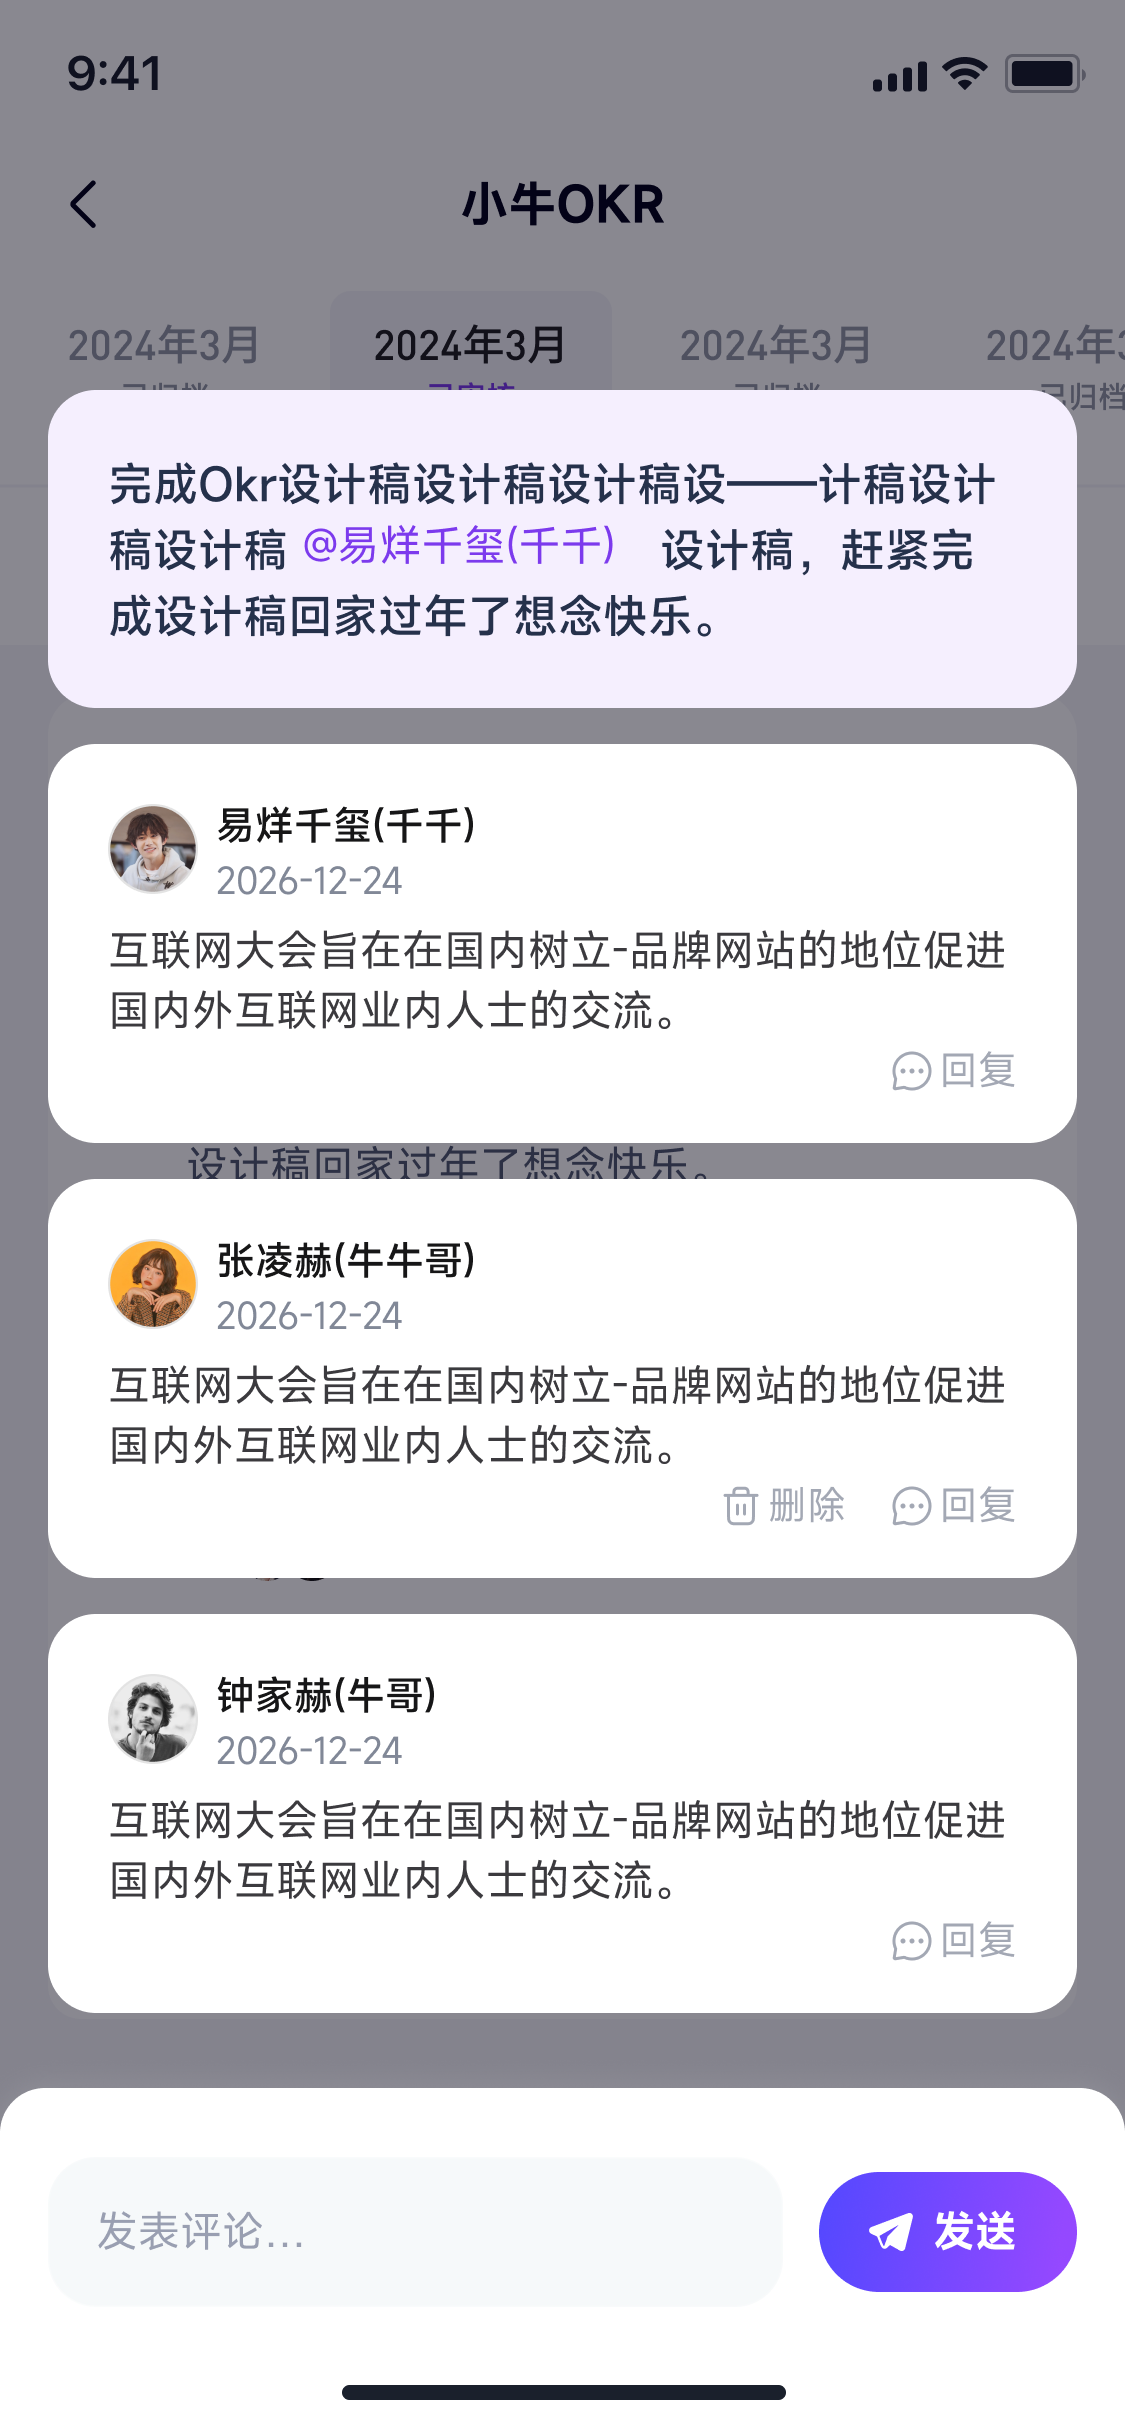 9:41
小牛OKR
2024年3月 2024年3月 2024年3月 2024年3
已归档 已审核 已归档 已归档
完成Okr设计稿设计稿设计稿设——计稿设计
稿设计稿 @易烊千玺(千千) 设计稿，赶紧完
成设计稿回家过年了想念快乐。
易烊千玺(千千)
2026-12-24
互联网大会旨在在国内树立-品牌网站的地位促进
国内外互联网业内人士的交流。
回复
设计稿回家过年了想念快乐。
张凌赫(牛牛哥)
2026-12-24
互联网大会旨在在国内树立-品牌网站的地位促进
国内外互联网业内人士的交流。
删除 回复
钟家赫(牛哥)
2026-12-24
互联网大会旨在在国内树立-品牌网站的地位促进
国内外互联网业内人士的交流。
回复
发表评论... 发送